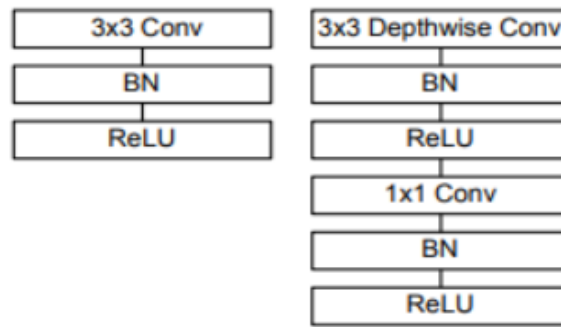 3x3 Conv
BN
ReLU
3x3 Depthwise Conv
BN
ReLU
1x1 Conv
BN
ReLU